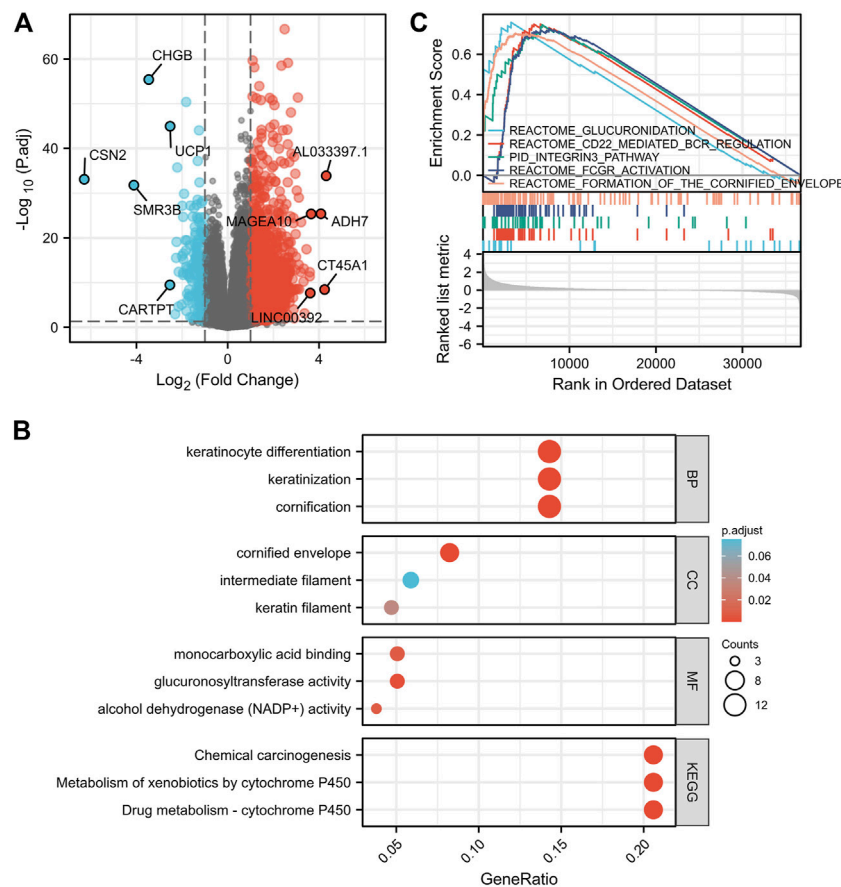 A
-Log10 (P.adj)
60
40
20
0
CHGB
UCP1
CSN2
SMR3B
CARTPT
AL033397.1
MAGEA10
ADH7
CT45A1
LINC00392
-4
0
4
Log2 (Fold Change)
C
Enrichment Score
0.6
0.4
0.2
0.0
REACTOME_GLUCURONIDATION
REACTOME_CD22_MEDIATED_BCR_REGULATION
PID_INTEGRIN3_PATHWAY
REACTOME_FCGR_ACTIVATION
REACTOME_FORMATION_OF_THE_CORNIFIED_ENVELOPE
Ranked list metric
4
2
0
-2
-4
-6
10000
20000
30000
Rank in Ordered Dataset
B
keratinocyte differentiation
keratinization
cornification
BP
cornified envelope
intermediate filament
keratin filament
CC
monocarboxylic acid binding
glucuronosyltransferase activity
alcohol dehydrogenase (NADP+) activity
MF
Chemical carcinogenesis
Metabolism of xenobiotics by cytochrome P450
Drug metabolism - cytochrome P450
KEGG
0.05
0.10
0.15
0.20
GeneRatio
p.adjust
0.06
0.04
0.02
Counts
3
8
12